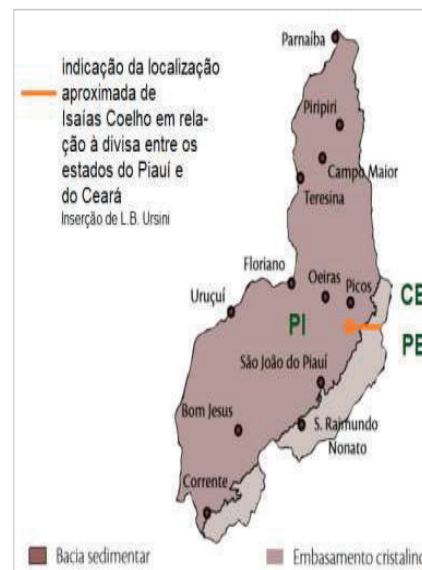 indicação da localização
aproximada de
Isaías Coelho em rela-
ção à divisa entre os
estados do Piauí e
do Ceará
Inserção de L.B. Ursini
Parnaíba
Piripiri
Campo Maior
Teresina
Floriano
Oeiras
Picos
CE
Uruçuí
PI
PE
São João do Piauí
Bom Jesus
S. Raimundo
Nonato
Corrente
Bacia sedimentar
Embasamento cristalino